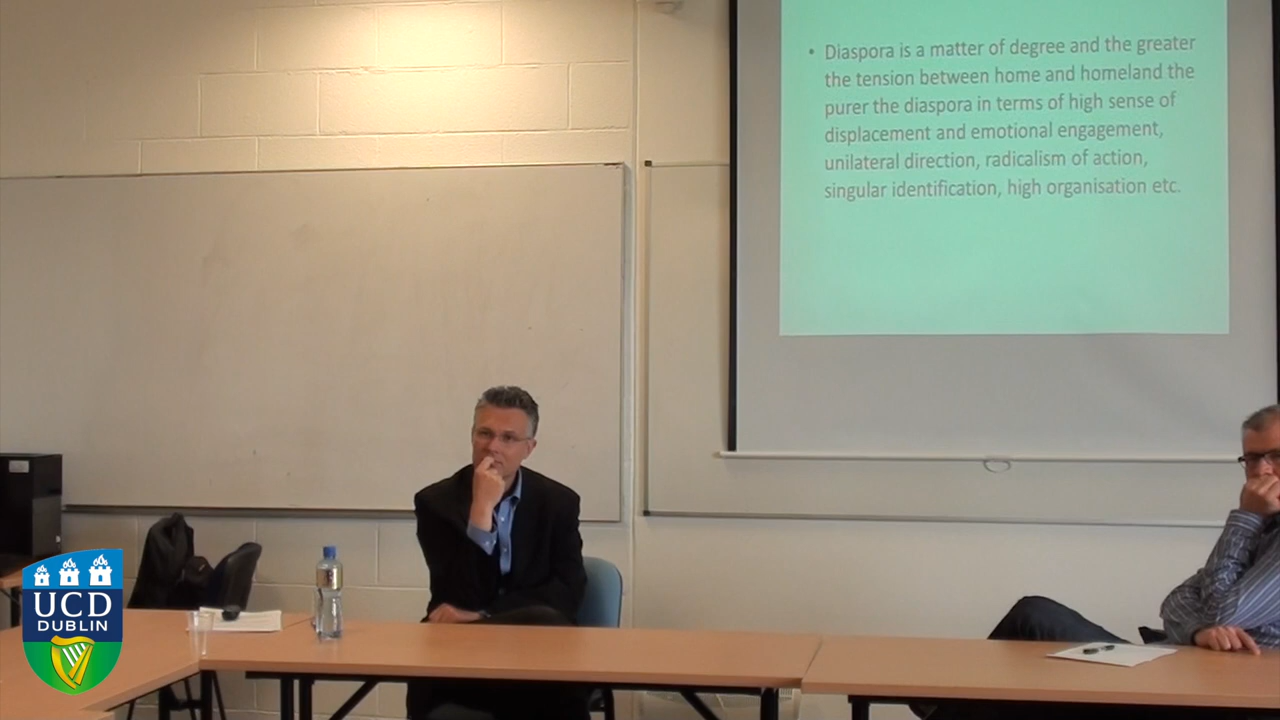 • Diaspora is a matter of degree and the greater
the tension between home and homeland the
purer the diaspora in terms of high sense of
displacement and emotional engagement,
unilateral direction, radicalism of action,
singular identification, high organisation etc.
UCD
DUBLIN